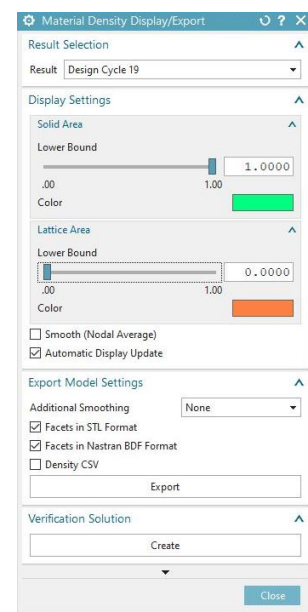 Material Density Display/Export
Result Selection
Result Design Cycle 19
Display Settings
Solid Area
Lower Bound
1.0000
.00 1.00
Color
Lattice Area
Lower Bound
0.0000
.00 1.00
Color
Smooth (Nodal Average)
Automatic Display Update
Export Model Settings
Additional Smoothing None
Facets in STL Format
Facets in Nastran BDF Format
Density CSV
Export
Verification Solution
Create
Close